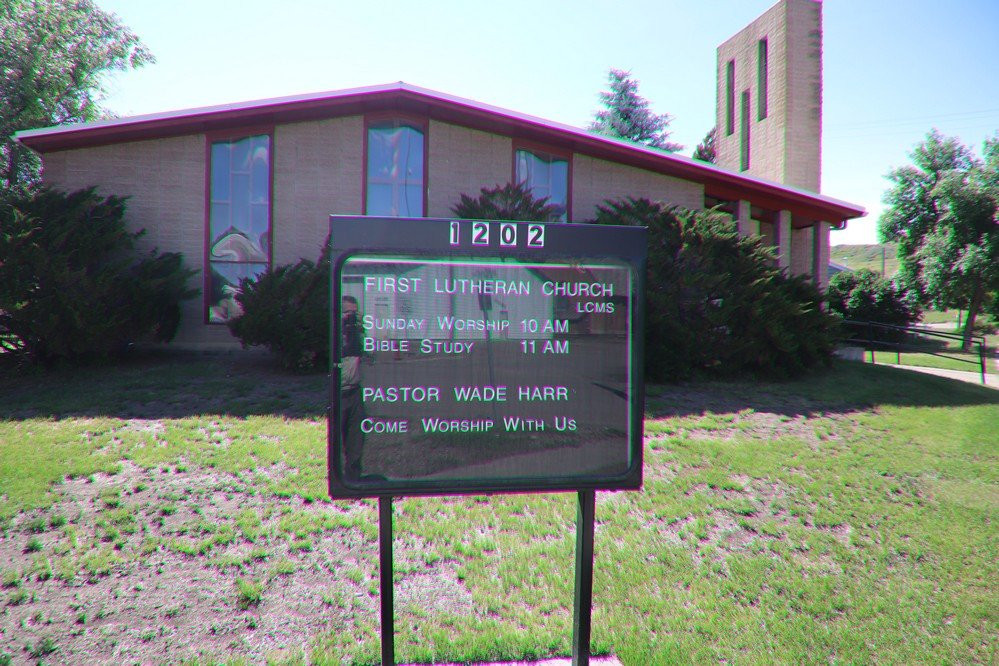 1202
FIRST LUTHERAN CHURCH
LCMS
SUNDAY WORSHIP 10 AM
BIBLE STUDY 11 AM
PASTOR WADE HARR
COME WORSHIP WITH US